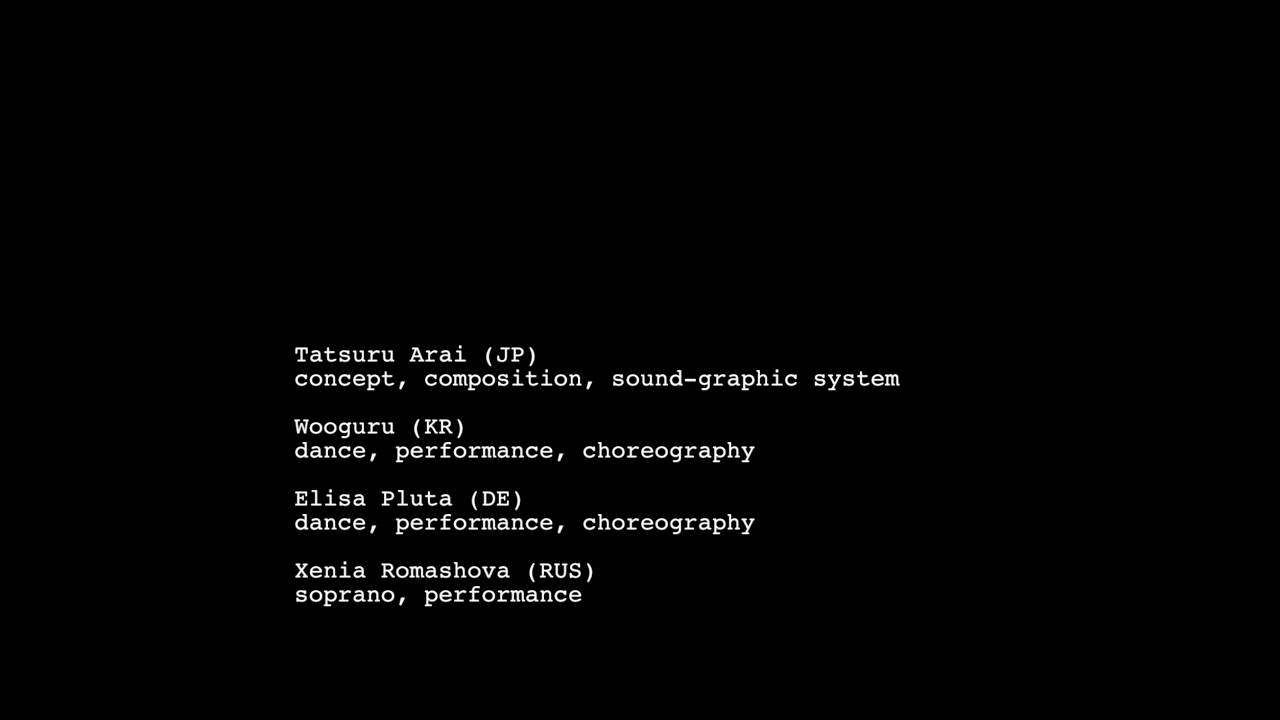 Tatsuru Arai (JP)
concept, composition, sound-graphic system
Wooguru (KR)
dance, performance, choreography
Elisa Pluta (DE)
dance, performance, choreography
Xenia Romashova (RUS)
soprano, performance